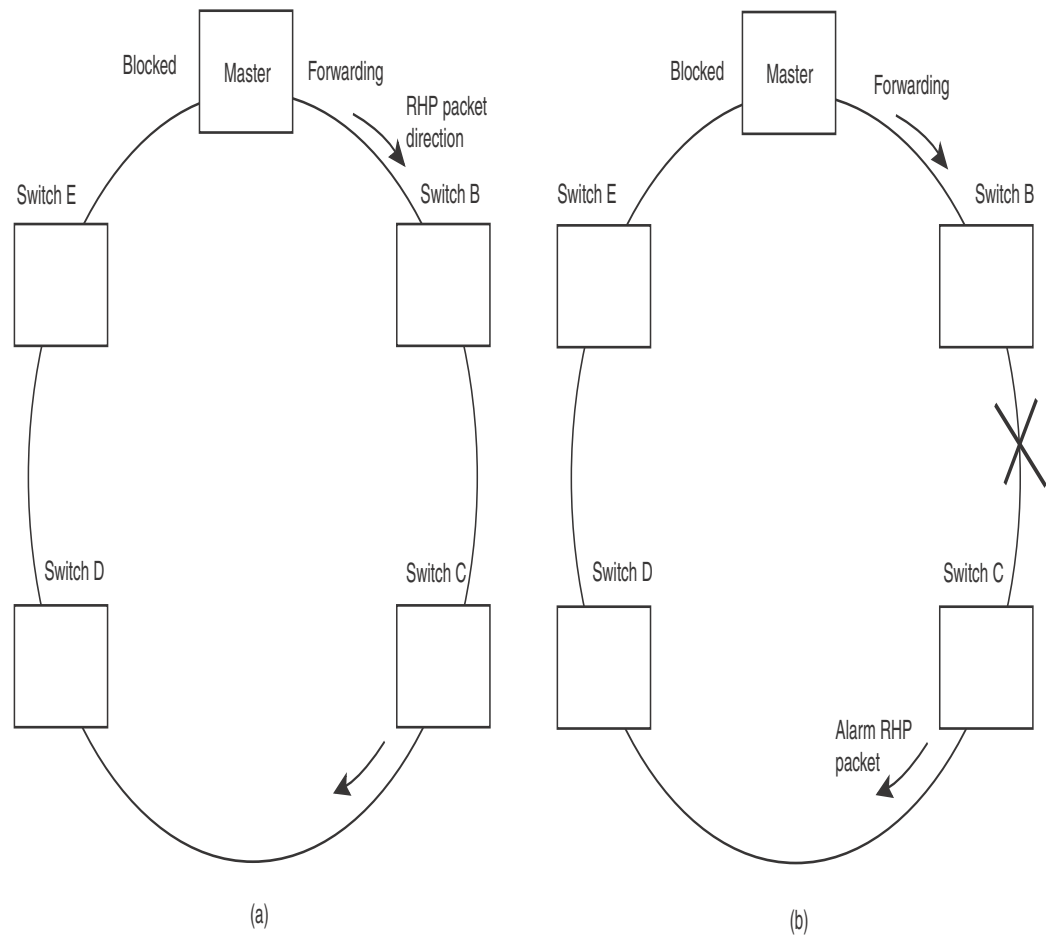 Blocked
Master
Forwarding
RHP packet
direction
Switch E
Switch B
Switch D
Switch C
(a)
Blocked
Master
Forwarding
Switch E
Switch B
Switch D
Switch C
Alarm RHP
packet
(b)